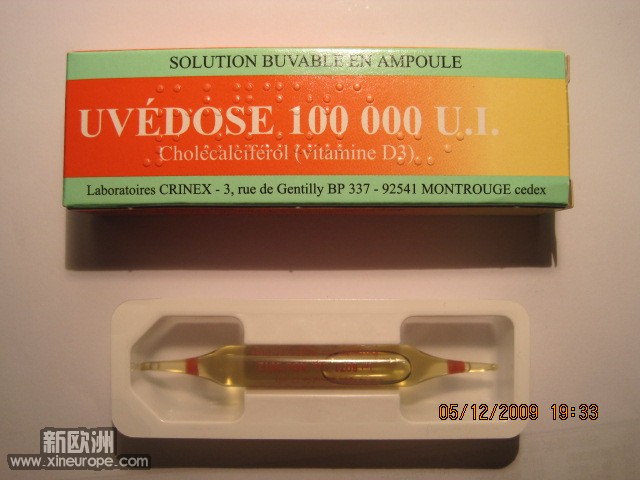 SOLUTION BUVABLE EN AMPOULE
UVÉDOSE 100 000 U.I.
Cholécalciférol (vitamine D3)
Laboratoires CRINEX - 3, rue de Gentilly BP 337 - 92541 MONTROUGE cedex
05/12/2009 19:33
新欧洲
www.xineurope.com